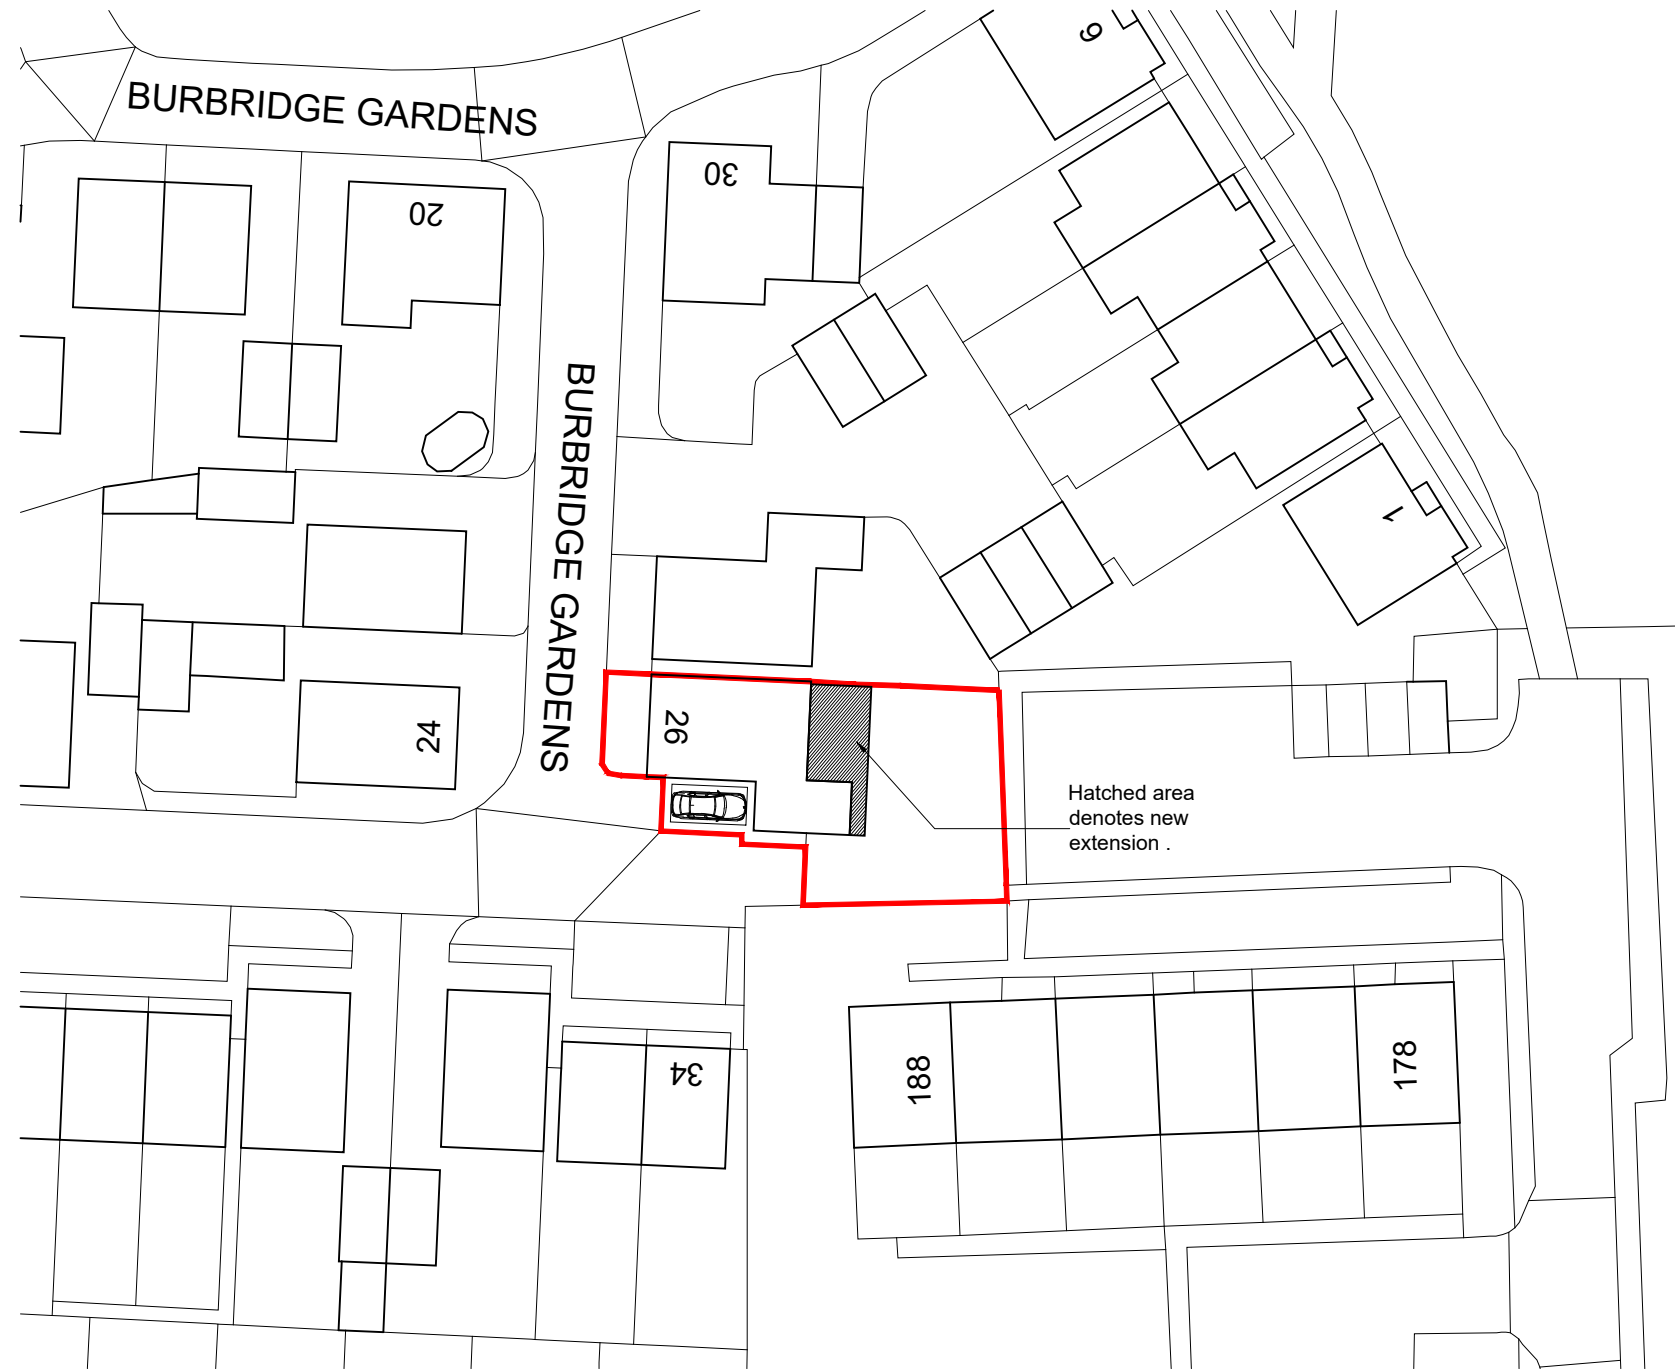 9
BURBRIDGE GARDENS
30
20
BURBRIDGE GARDENS
1
26
24
Hatched area
denotes new
extension .
34
188
178